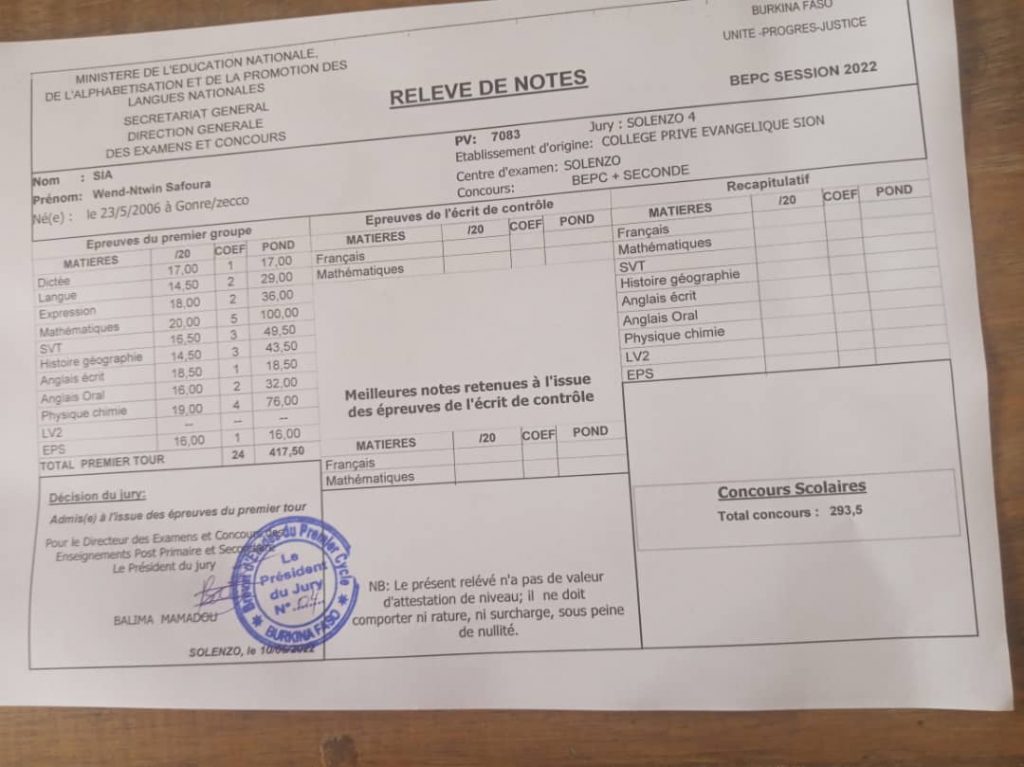 MINISTERE DE L'EDUCATION NATIONALE,
DE L'ALPHABETISATION ET DE LA PROMOTION DES
LANGUES NATIONALES
SECRETARIAT GENERAL
DIRECTION GENERALE
DES EXAMENS ET CONCOURS
RELEVE DE NOTES
BURKINA FASO
UNITE -PROGRES-JUSTICE
BEPC SESSION 2022
Nom : SIA
Prénom: Wend-Ntwin Safoura
Né(e) : le 23/5/2006 à Gonre/zecco
PV: 7083 Jury : SOLENZO 4
Etablissement d'origine: COLLEGE PRIVE EVANGELIQUE SION
Centre d'examen: SOLENZO
Concours: BEPC + SECONDE
Epreuves du premier groupe
MATIERES /20 COEF POND
Dictée 17,00 1 17,00
Langue 14,50 2 29,00
Expression 18,00 2 36,00
Mathématiques 20,00 5 100,00
SVT 16,50 3 49,50
Histoire géographie 14,50 3 43,50
Anglais écrit 18,50 1 18,50
Anglais Oral 16,00 2 32,00
Physique chimie 19,00 4 76,00
LV2 -- -- --
EPS 16,00 1 16,00
TOTAL PREMIER TOUR 24 417,50
Epreuves de l'écrit de contrôle
MATIERES /20 COEF POND
Français
Mathématiques
Meilleures notes retenues à l'issue
des épreuves de l'écrit de contrôle
MATIERES /20 COEF POND
Français
Mathématiques
Recapitulatif
MATIERES /20 COEF POND
Français
Mathématiques
SVT
Histoire géographie
Anglais écrit
Anglais Oral
Physique chimie
LV2
EPS
Décision du jury:
Admis(e) à l'issue des épreuves du premier tour
Pour le Directeur des Examens et Concours des
Enseignements Post Primaire et Secondaire
Le Président du jury
BALIMA MAMADOU
SOLENZO, le 10/06/2022
Brevet d'Etudes du Premier Cycle
Le
Président
du Jury
N° 04
BURKINA FASO
NB: Le présent relévé n'a pas de valeur
d'attestation de niveau; il ne doit
comporter ni rature, ni surcharge, sous peine
de nullité.
Concours Scolaires
Total concours : 293,5